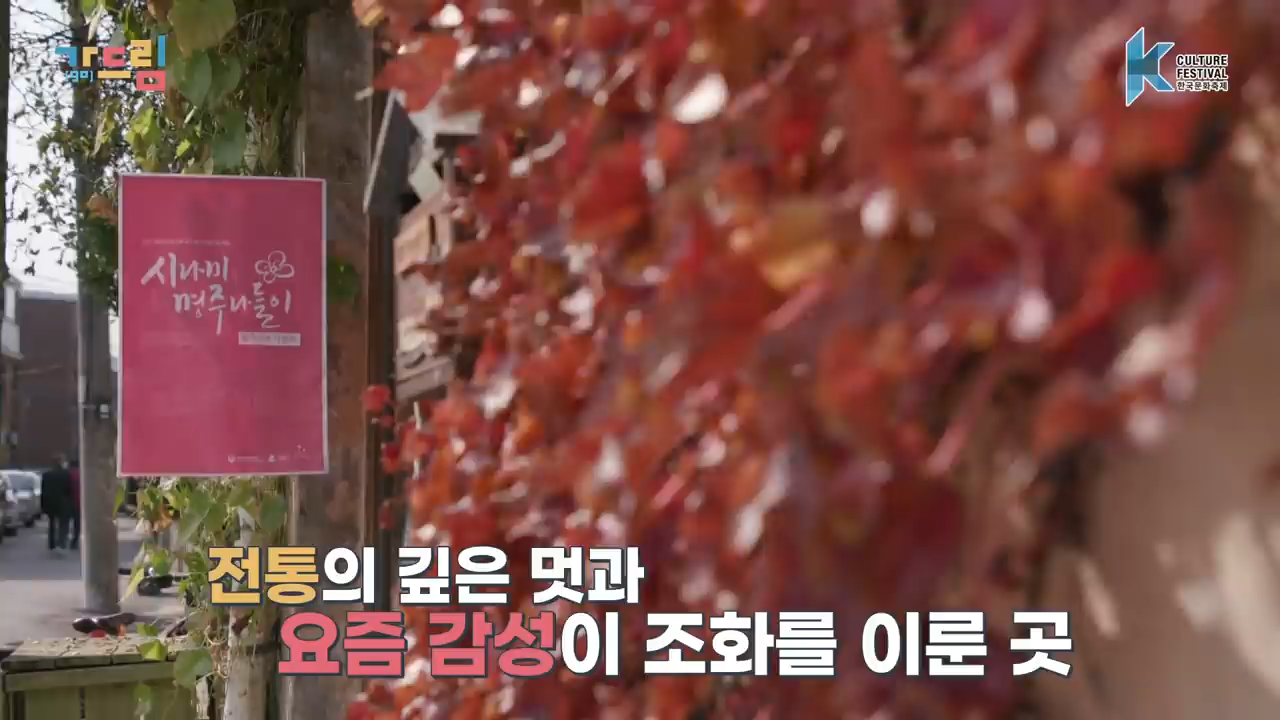 가드림
CULTURE
FESTIVAL
한국문화축제
시나미
명주나들이
전통의 깊은 멋과
요즘 감성이 조화를 이룬 곳